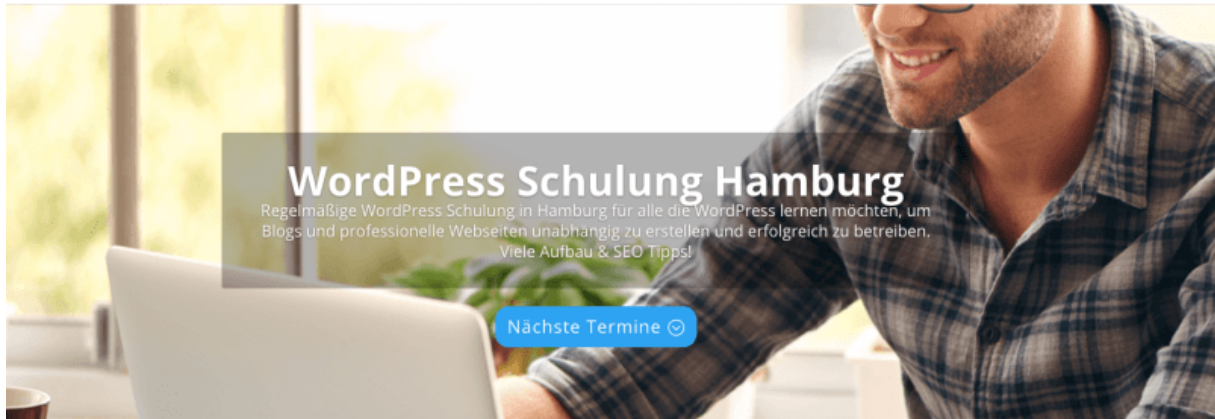 WordPress Schulung Hamburg
Regelmäßige WordPress Schulung in Hamburg für alle die WordPress lernen möchten, um
Blogs und professionelle Webseiten unabhängig zu erstellen und erfolgreich zu betreiben.
Viele Aufbau & SEO Tipps!
Nächste Termine